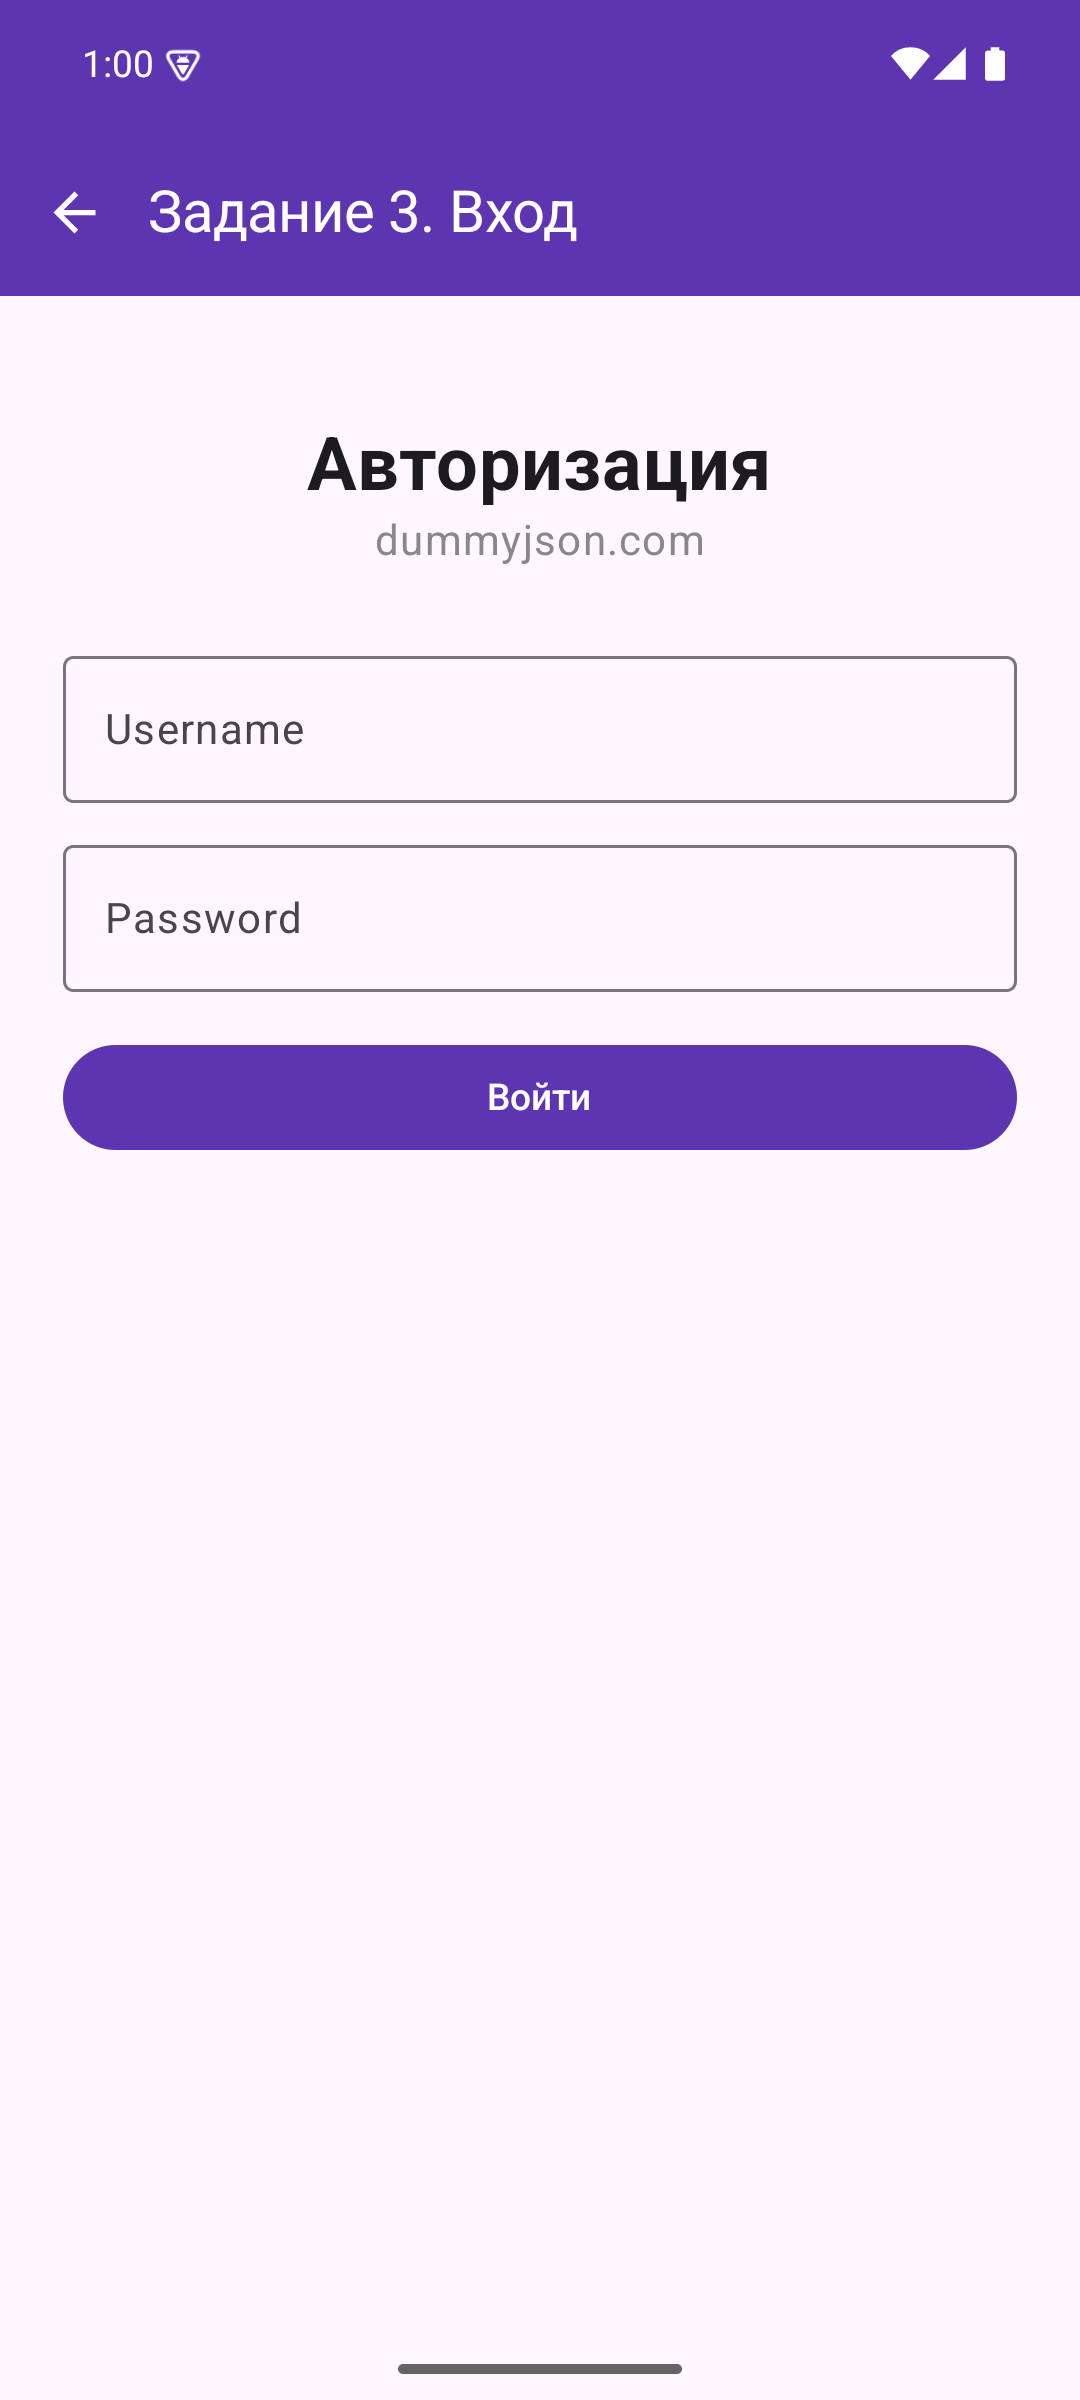 1:00
Задание 3. Вход
Авторизация
dummyjson.com
Username
Password
Войти